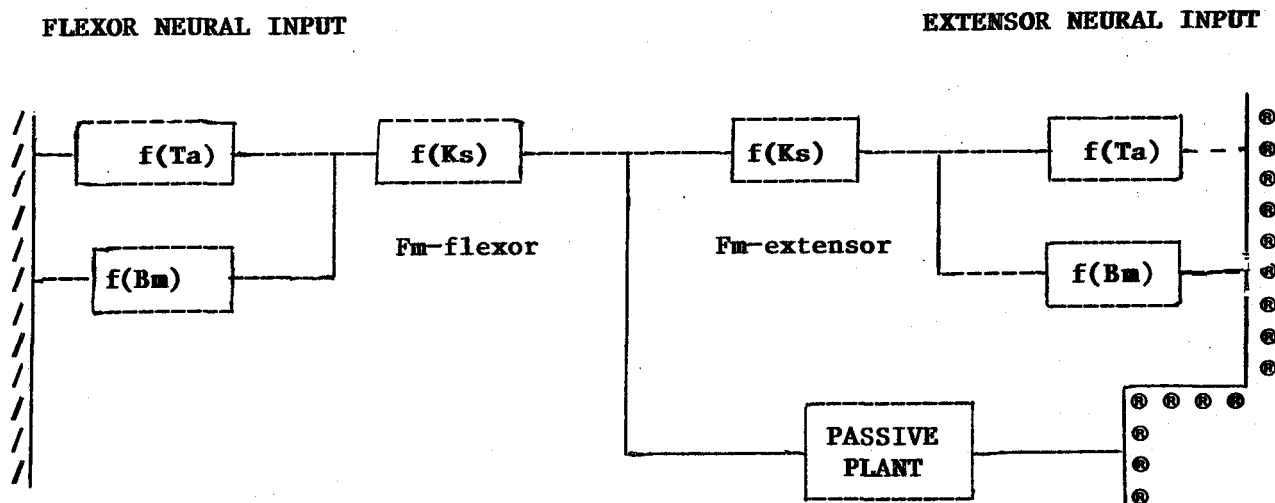 FLEXOR NEURAL INPUT
EXTENSOR NEURAL INPUT
f(Ta)
f(Ks)
f(Ks)
f(Ta)
Fm-flexor
Fm-extensor
f(Bm)
f(Bm)
PASSIVE
PLANT